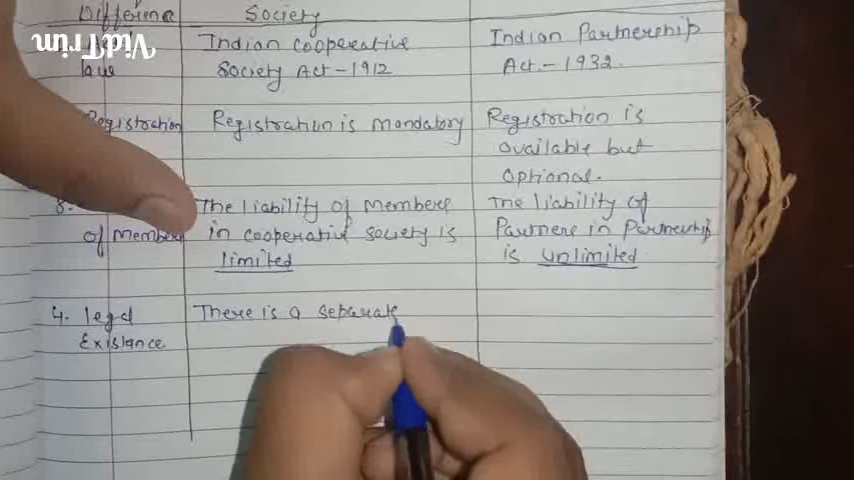 Difference Society
VidTrim
Indian cooperative
Society Act - 1912
Indian Partnership
Act. - 1932.
law
Registration
Registration is mandatory
Registration is
available but
Optional.
3.
of Members
The liability of Members
in cooperative society is
limited
The liability of
Partners in Partnership
is unlimited
4. legal
Existance
There is a separate